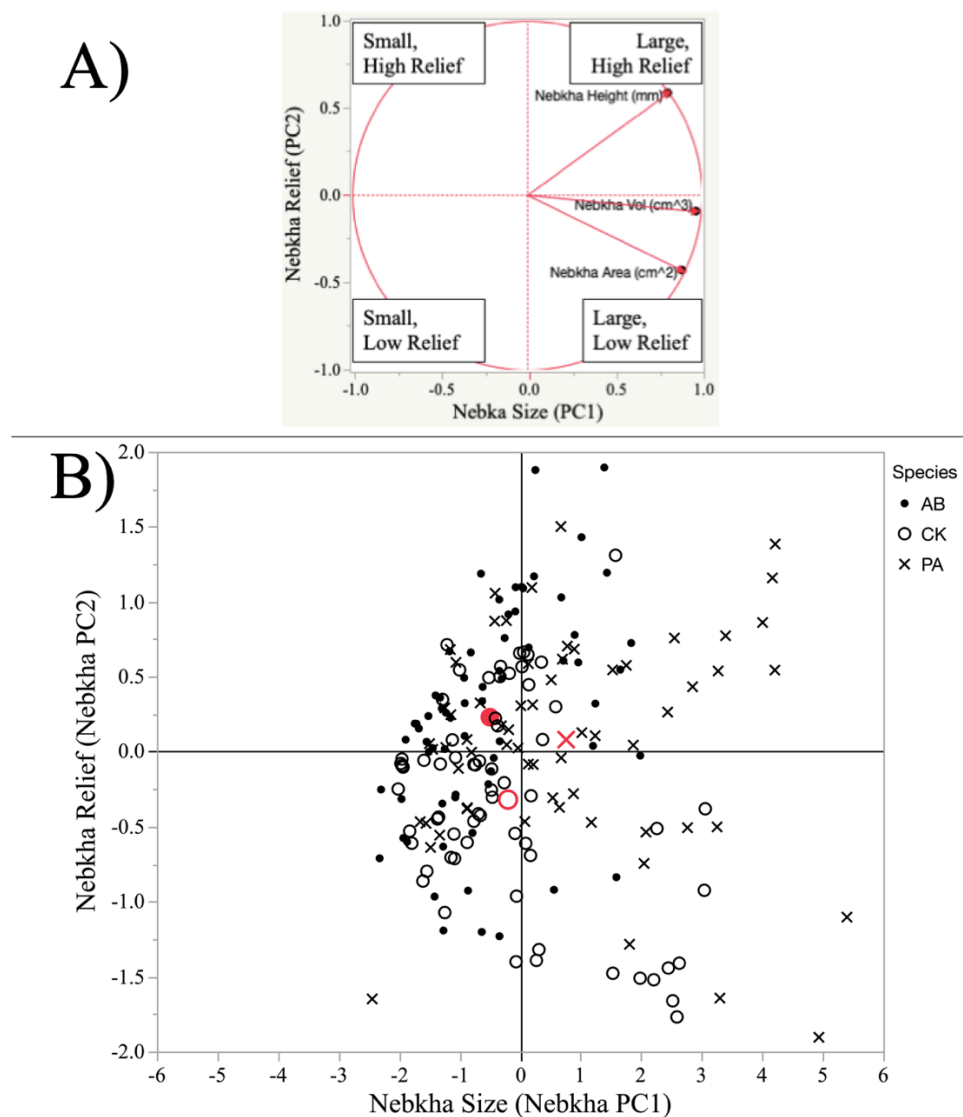 A)
Small,
High Relief
Large,
High Relief
Nebkha Height (mm)
Nebkha Vol (cm^3)
Nebkha Area (cm^2)
Small,
Low Relief
Large,
Low Relief
1.0
0.5
0.0
-0.5
-1.0
Nebkha Relief (PC2)
-1.0 -0.5 0.0 0.5 1.0
Nebka Size (PC1)
B)
2.0
1.5
1.0
0.5
0.0
-0.5
-1.0
-1.5
-2.0
Nebkha Relief (Nebkha PC2)
-6 -5 -4 -3 -2 -1 0 1 2 3 4 5 6
Nebkha Size (Nebkha PC1)
Species
AB
CK
PA